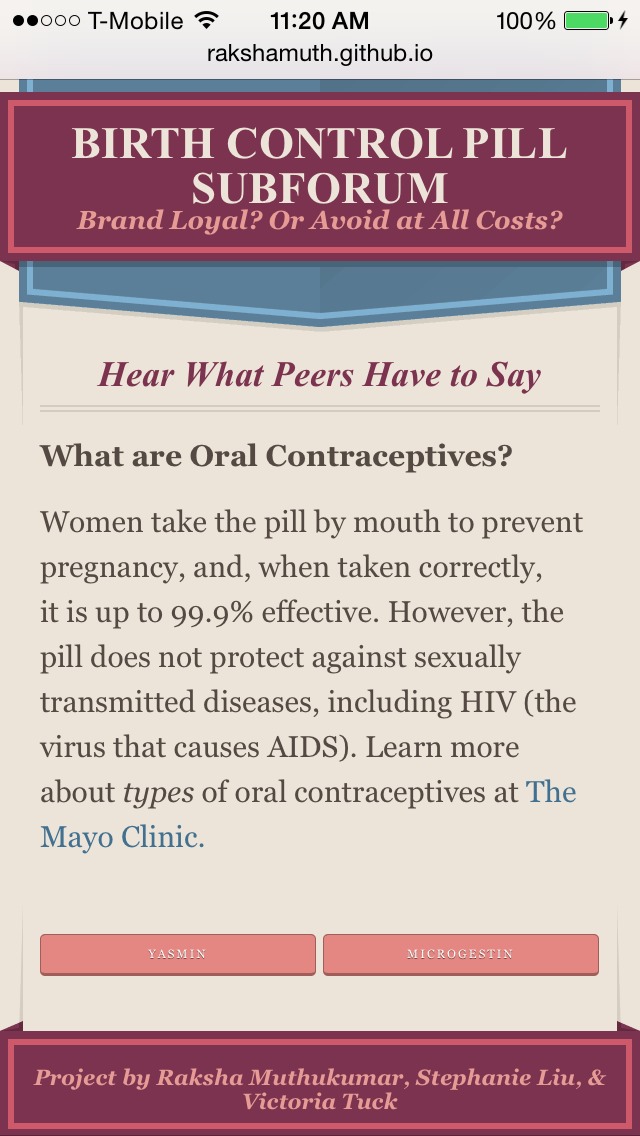 T-Mobile 11:20 AM 100%
rakshamuth.github.io
BIRTH CONTROL PILL
SUBFORUM
Brand Loyal? Or Avoid at All Costs?
Hear What Peers Have to Say
What are Oral Contraceptives?
Women take the pill by mouth to prevent
pregnancy, and, when taken correctly,
it is up to 99.9% effective. However, the
pill does not protect against sexually
transmitted diseases, including HIV (the
virus that causes AIDS). Learn more
about types of oral contraceptives at The
Mayo Clinic.
YASMIN MICROGESTIN
Project by Raksha Muthukumar, Stephanie Liu, &
Victoria Tuck